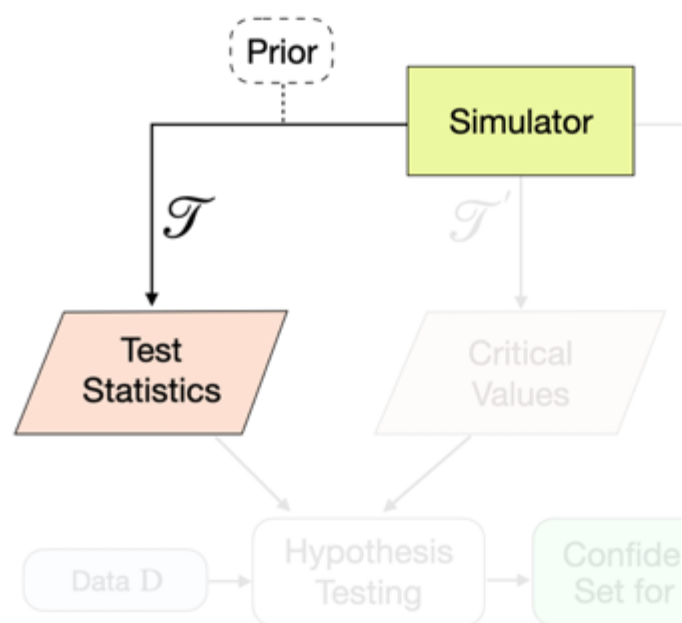 Prior
Simulator
𝒯
𝒯′
Test
Statistics
Critical
Values
Hypothesis
Testing
Data D
Confide
Set for